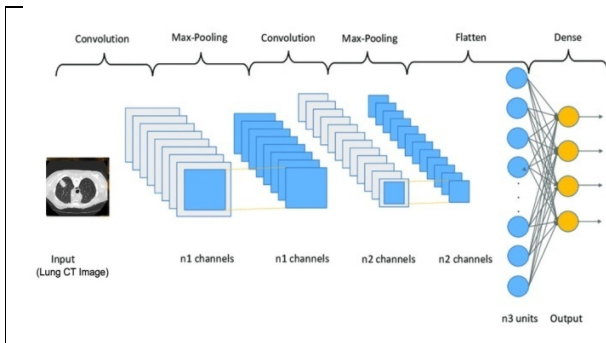 Convolution
Max-Pooling
Convolution
Max-Pooling
Flatten
Dense
Input
(Lung CT Image)
n1 channels
n1 channels
n2 channels
n2 channels
n3 units
Output